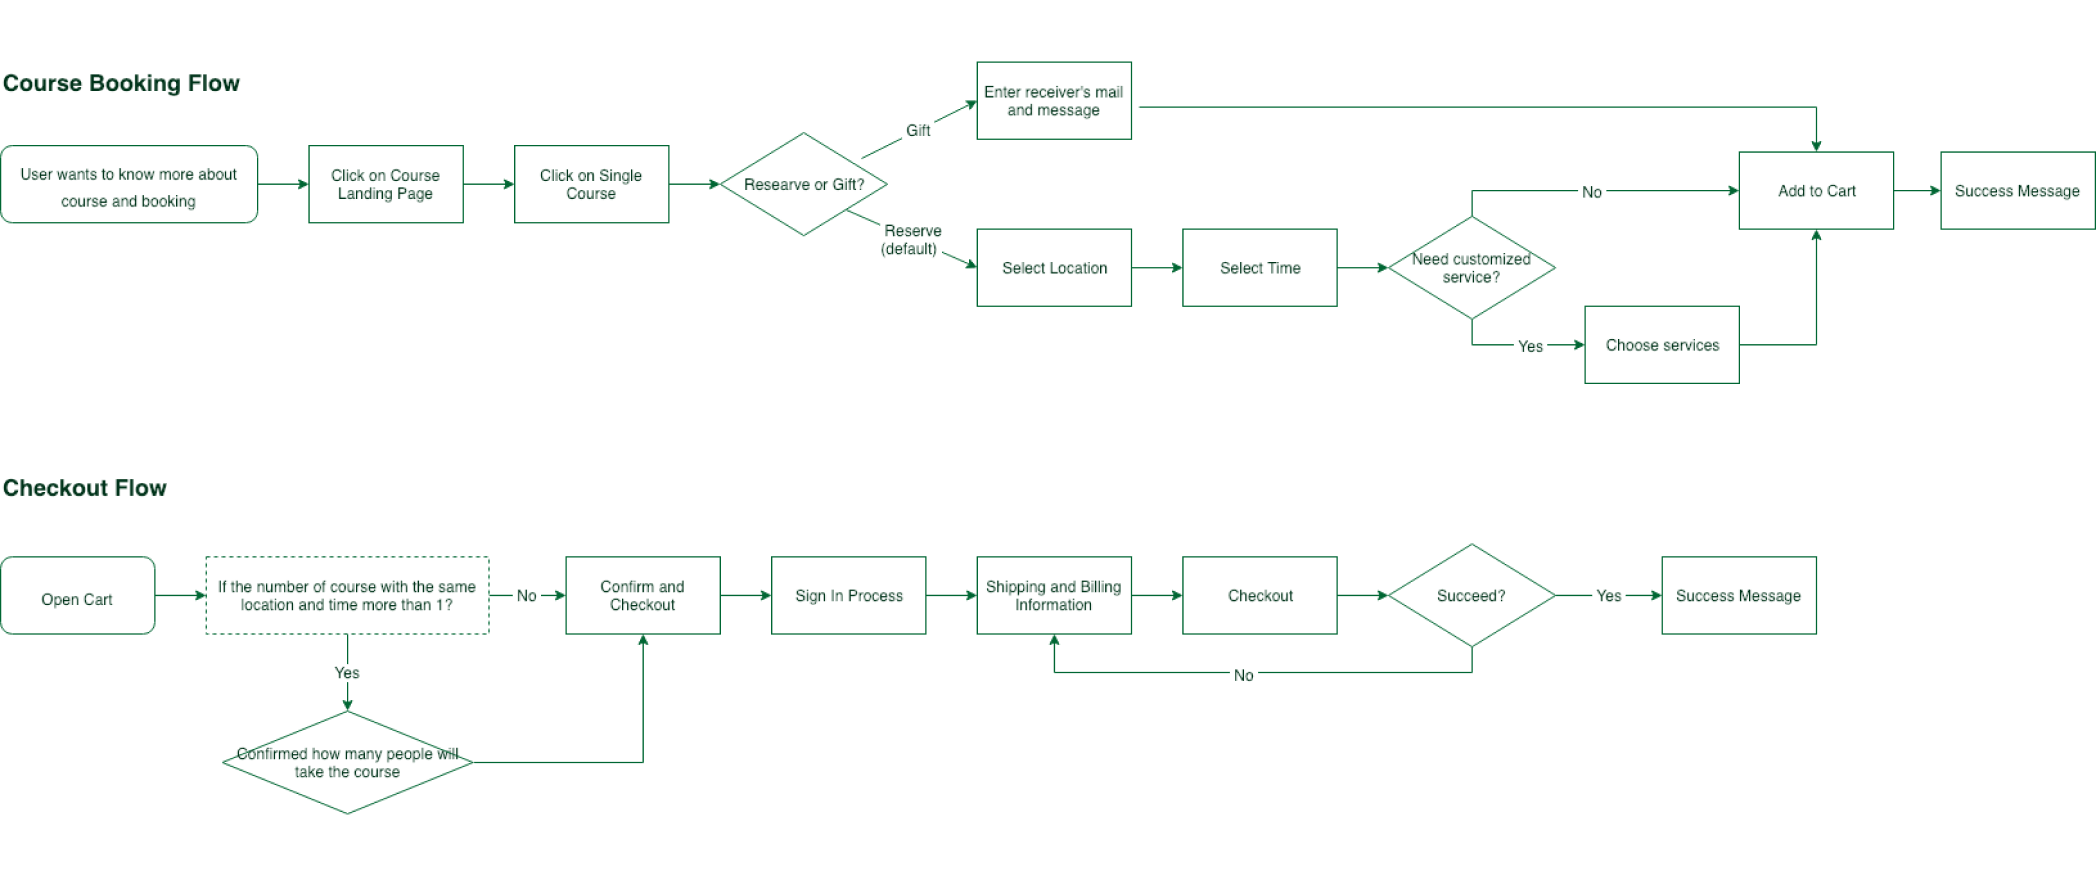 Course Booking Flow
User wants to know more about
course and booking
Click on Course
Landing Page
Click on Single
Course
Researve or Gift?
Gift
Enter receiver's mail
and message
Reserve
(default)
Select Location
Select Time
Need customized
service?
No
Yes
Choose services
Add to Cart
Success Message
Checkout Flow
Open Cart
If the number of course with the same
location and time more than 1?
No
Yes
Confirmed how many people will
take the course
Confirm and
Checkout
Sign In Process
Shipping and Billing
Information
Checkout
Succeed?
No
Yes
Success Message